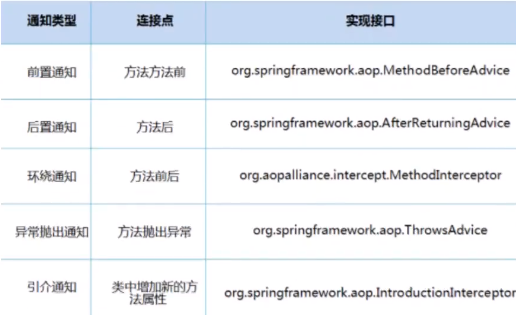 通知类型 连接点 实现接口
前置通知 方法方法前 org.springframework.aop.MethodBeforeAdvice
后置通知 方法后 org.springframework.aop.AfterReturningAdvice
环绕通知 方法前后 org.aopalliance.intercept.MethodInterceptor
异常抛出通知 方法抛出异常 org.springframework.aop.ThrowsAdvice
引介通知 类中增加新的方
法属性 org.springframework.aop.IntroductionInterceptor